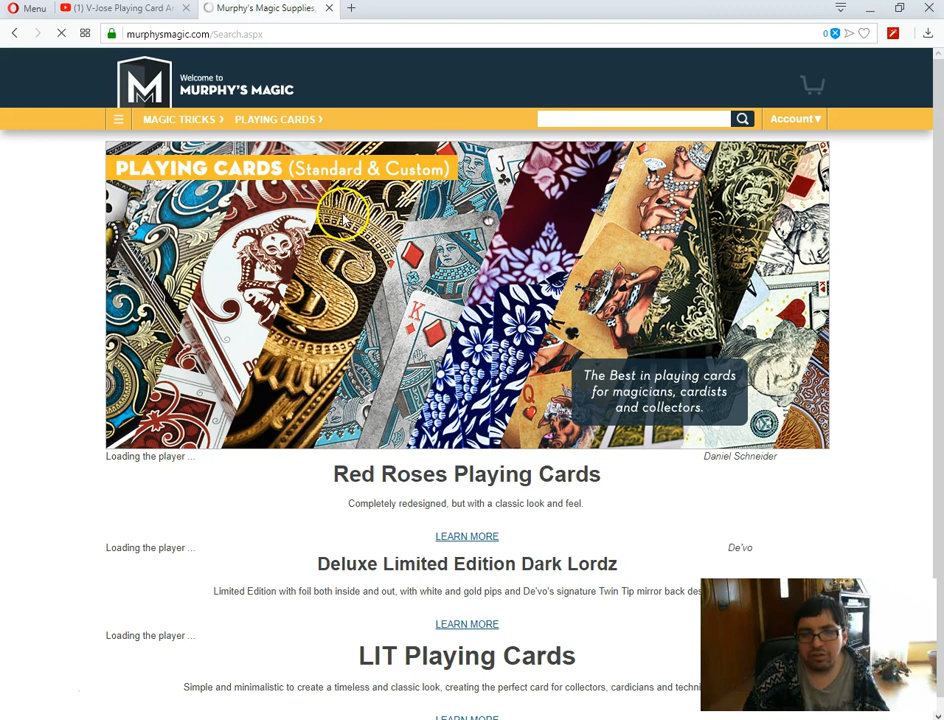 Menu
(1) V-Jose Playing Card Ar
Murphy's Magic Supplies,
murphysmagic.com/Search.aspx
0
Welcome to
MURPHY'S MAGIC
M
MAGIC TRICKS
PLAYING CARDS
Account▾
PLAYING CARDS (Standard & Custom)
J
K
K
Q
The Best in playing cards
for magicians, cardists
and collectors.
Loading the player ...
Daniel Schneider
Red Roses Playing Cards
Completely redesigned, but with a classic look and feel.
LEARN MORE
Loading the player ...
De'vo
Deluxe Limited Edition Dark Lordz
Limited Edition with foil both inside and out, with white and gold pips and De'vo's signature Twin Tip mirror back des
LEARN MORE
Loading the player ...
LIT Playing Cards
Simple and minimalistic to create a timeless and classic look, creating the perfect card for collectors, cardicians and techni
LEARN MORE